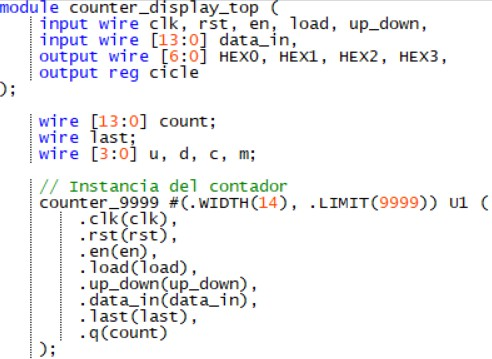 module counter_display_top (
input wire clk, rst, en, load, up_down,
input wire [13:0] data_in,
output wire [6:0] HEX0, HEX1, HEX2, HEX3,
output reg cicle
);
wire [13:0] count;
wire last;
wire [3:0] u, d, c, m;
// Instancia del contador
counter_9999 #(.WIDTH(14), .LIMIT(9999)) U1 (
.clk(clk),
.rst(rst),
.en(en),
.load(load),
.up_down(up_down),
.data_in(data_in),
.last(last),
.q(count)
);